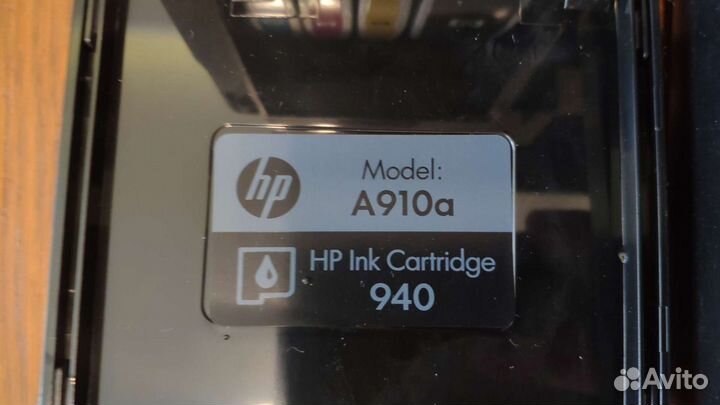 hp
Model:
A910a
HP Ink Cartridge
940
Avito